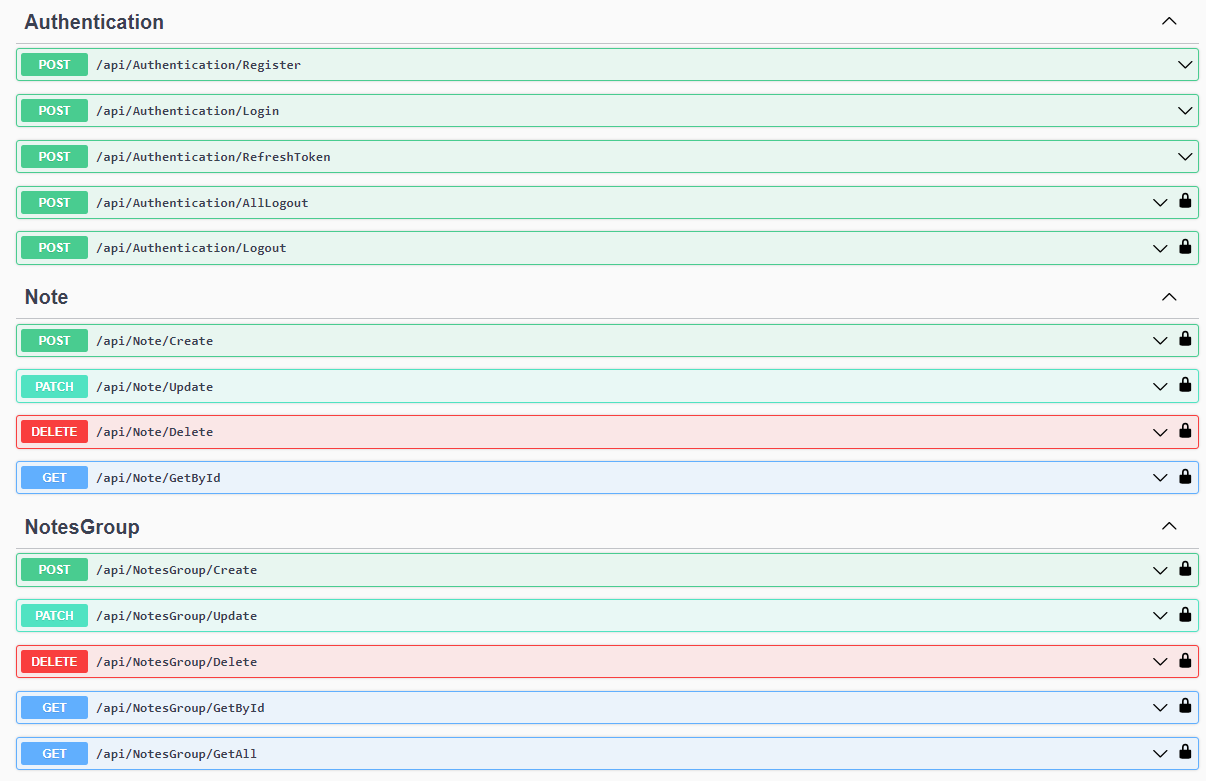 Authentication
POST /api/Authentication/Register
POST /api/Authentication/Login
POST /api/Authentication/RefreshToken
POST /api/Authentication/AllLogout
POST /api/Authentication/Logout
Note
POST /api/Note/Create
PATCH /api/Note/Update
DELETE /api/Note/Delete
GET /api/Note/GetById
NotesGroup
POST /api/NotesGroup/Create
PATCH /api/NotesGroup/Update
DELETE /api/NotesGroup/Delete
GET /api/NotesGroup/GetById
GET /api/NotesGroup/GetAll